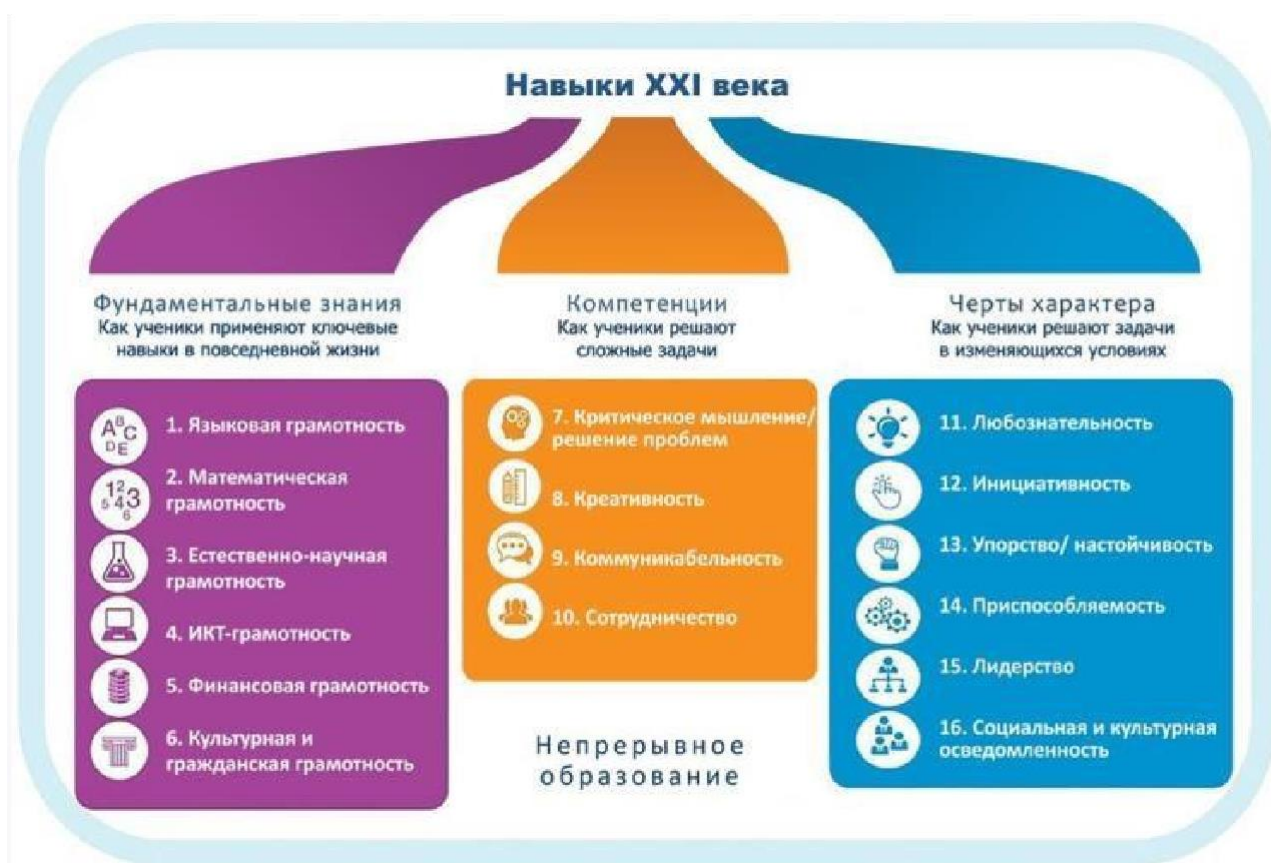 Навыки XXI века
Фундаментальные знания
Как ученики применяют ключевые
навыки в повседневной жизни
ABCDE
1. Языковая грамотность
123456
2. Математическая
грамотность
3. Естественно-научная
грамотность
4. ИКТ-грамотность
5. Финансовая грамотность
6. Культурная и
гражданская грамотность
Компетенции
Как ученики решают
сложные задачи
7. Критическое мышление/
решение проблем
8. Креативность
9. Коммуникабельность
10. Сотрудничество
Непрерывное
образование
Черты характера
Как ученики решают задачи
в изменяющихся условиях
11. Любознательность
12. Инициативность
13. Упорство/ настойчивость
14. Приспособляемость
15. Лидерство
16. Социальная и культурная
осведомленность